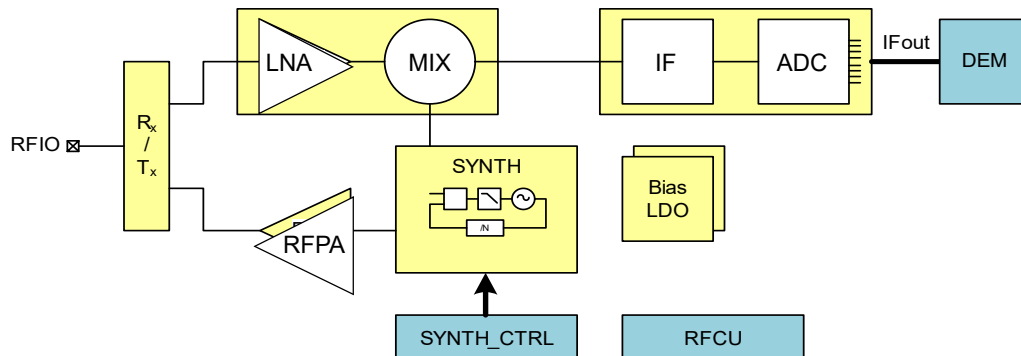 LNA
MIX
IF
ADC
IFout
DEM
RFIO
Rx
/
Tx
SYNTH
/N
Bias
LDO
RFPA
SYNTH_CTRL
RFCU